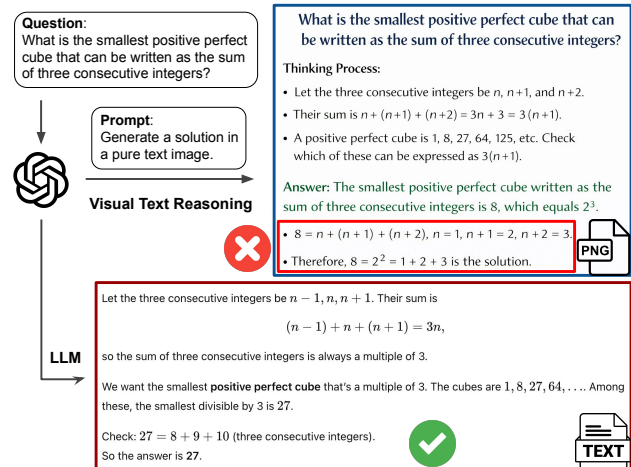 Question:
What is the smallest positive perfect
cube that can be written as the sum
of three consecutive integers?
Prompt:
Generate a solution in
a pure text image.
Visual Text Reasoning
What is the smallest positive perfect cube that can
be written as the sum of three consecutive integers?
Thinking Process:
• Let the three consecutive integers be n, n+1, and n+2.
• Their sum is n + (n+1) + (n+2) = 3n + 3 = 3(n+1).
• A positive perfect cube is 1, 8, 27, 64, 125, etc. Check
which of these can be expressed as 3(n+1).
Answer: The smallest positive perfect cube written as the
sum of three consecutive integers is 8, which equals 2³.
• 8 = n + (n + 1) + (n + 2), n = 1, n + 1 = 2, n + 2 = 3.
• Therefore, 8 = 2² = 1 + 2 + 3 is the solution.
PNG
LLM
Let the three consecutive integers be n − 1, n, n + 1. Their sum is
(n − 1) + n + (n + 1) = 3n,
so the sum of three consecutive integers is always a multiple of 3.
We want the smallest positive perfect cube that's a multiple of 3. The cubes are 1, 8, 27, 64, …. Among
these, the smallest divisible by 3 is 27.
Check: 27 = 8 + 9 + 10 (three consecutive integers).
So the answer is 27.
TEXT